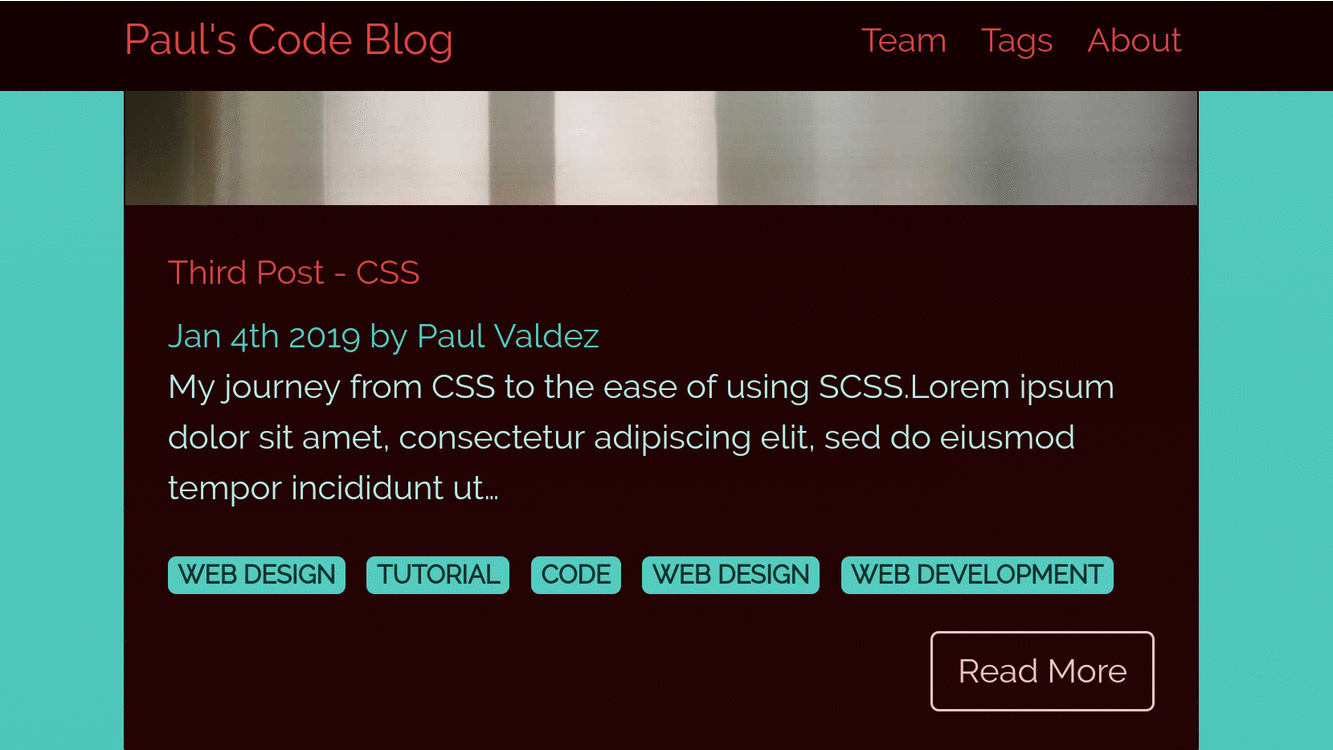 Paul's Code Blog
Team Tags About
Third Post - CSS
Jan 4th 2019 by Paul Valdez
My journey from CSS to the ease of using SCSS.Lorem ipsum
dolor sit amet, consectetur adipiscing elit, sed do eiusmod
tempor incididunt ut...
WEB DESIGN TUTORIAL CODE WEB DESIGN WEB DEVELOPMENT
Read More